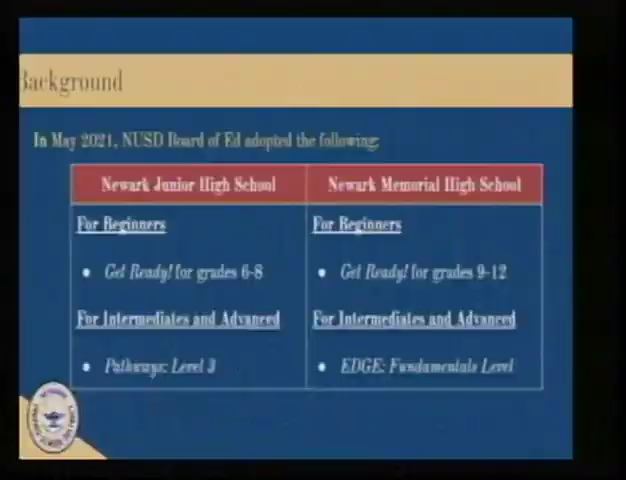 Background
In May 2021, NUSD Board of Ed adopted the following:
Newark Junior High School
Newark Memorial High School
For Beginners
• Get Ready! for grades 6-8
For Intermediates and Advanced
• Pathways: Level 3
For Beginners
• Get Ready! for grades 9-12
For Intermediates and Advanced
• EDGE: Fundamentals Level